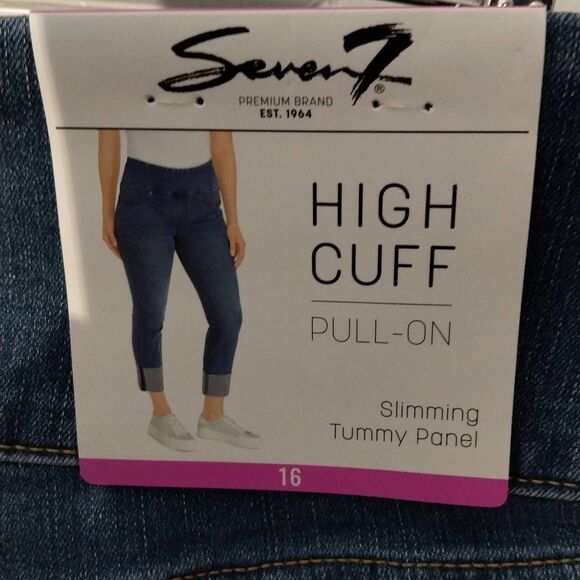 Seven7®
PREMIUM BRAND
EST. 1964
HIGH
CUFF
PULL-ON
Slimming
Tummy Panel
16